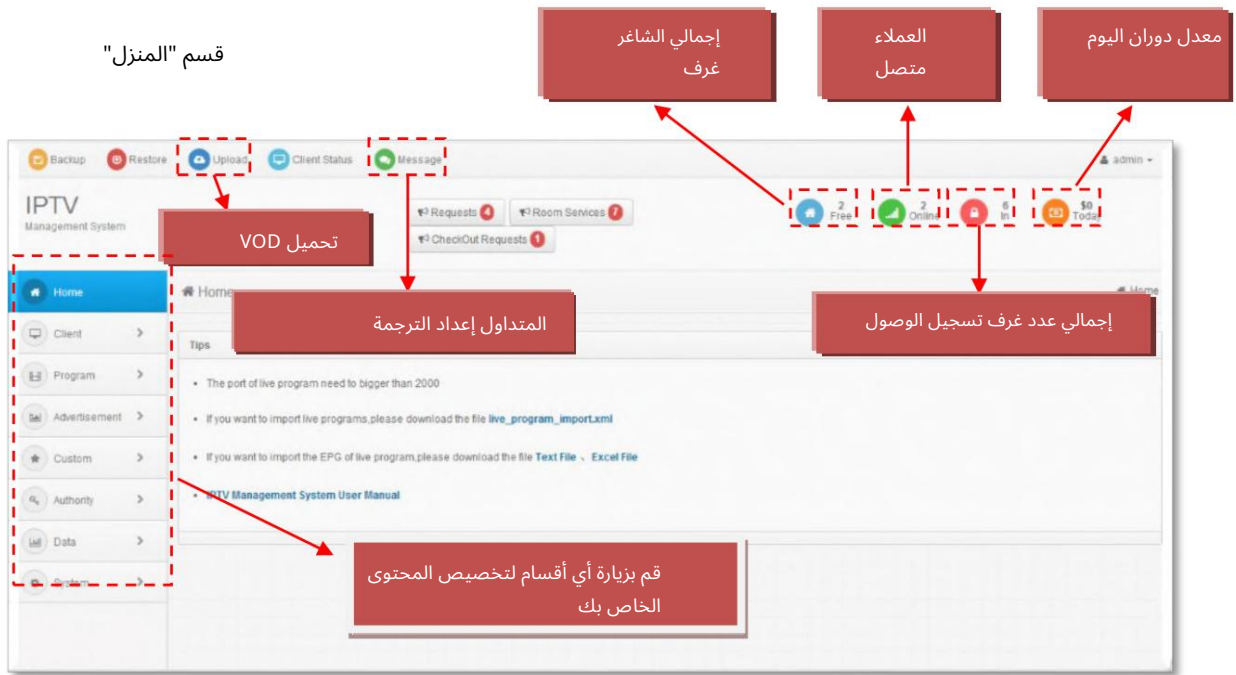 قسم "المنزل"
إجمالي الشاغر
غرف
العملاء
متصل
معدل دوران اليوم
Backup Restore Upload Client Status Message admin
IPTV
Management System
Requests 4 Room Services 7
CheckOut Requests 1
2
Free
2
Online
6
In
$0
Today
تحميل VOD
Home
Client
Program
Advertisement
Custom
Authority
Data
System
Home
Home
المتداول إعداد الترجمة
إجمالي عدد غرف تسجيل الوصول
Tips
The port of live program need to bigger than 2000
If you want to import live programs,please download the file live_program_import.xml
If you want to import the EPG of live program,please download the file Text File 、 Excel File
IPTV Management System User Manual
قم بزيارة أي أقسام لتخصيص المحتوى
الخاص بك